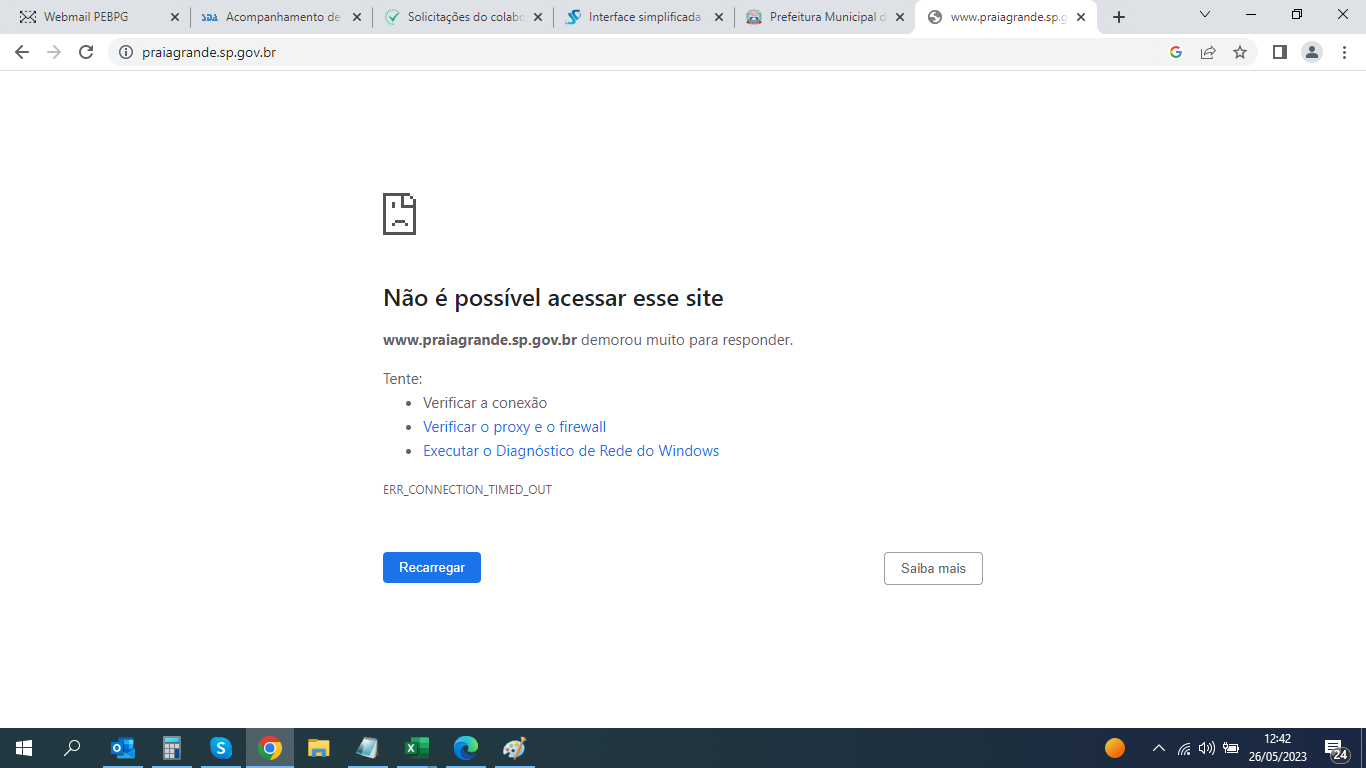 Webmail PEBPG
Acompanhamento de
Solicitações do colabo
Interface simplificada
Prefeitura Municipal d
www.praiagrande.sp.g
praiagrande.sp.gov.br
Não é possível acessar esse site
www.praiagrande.sp.gov.br demorou muito para responder.
Tente:
Verificar a conexão
Verificar o proxy e o firewall
Executar o Diagnóstico de Rede do Windows
ERR_CONNECTION_TIMED_OUT
Recarregar
Saiba mais
12:42
26/05/2023
24